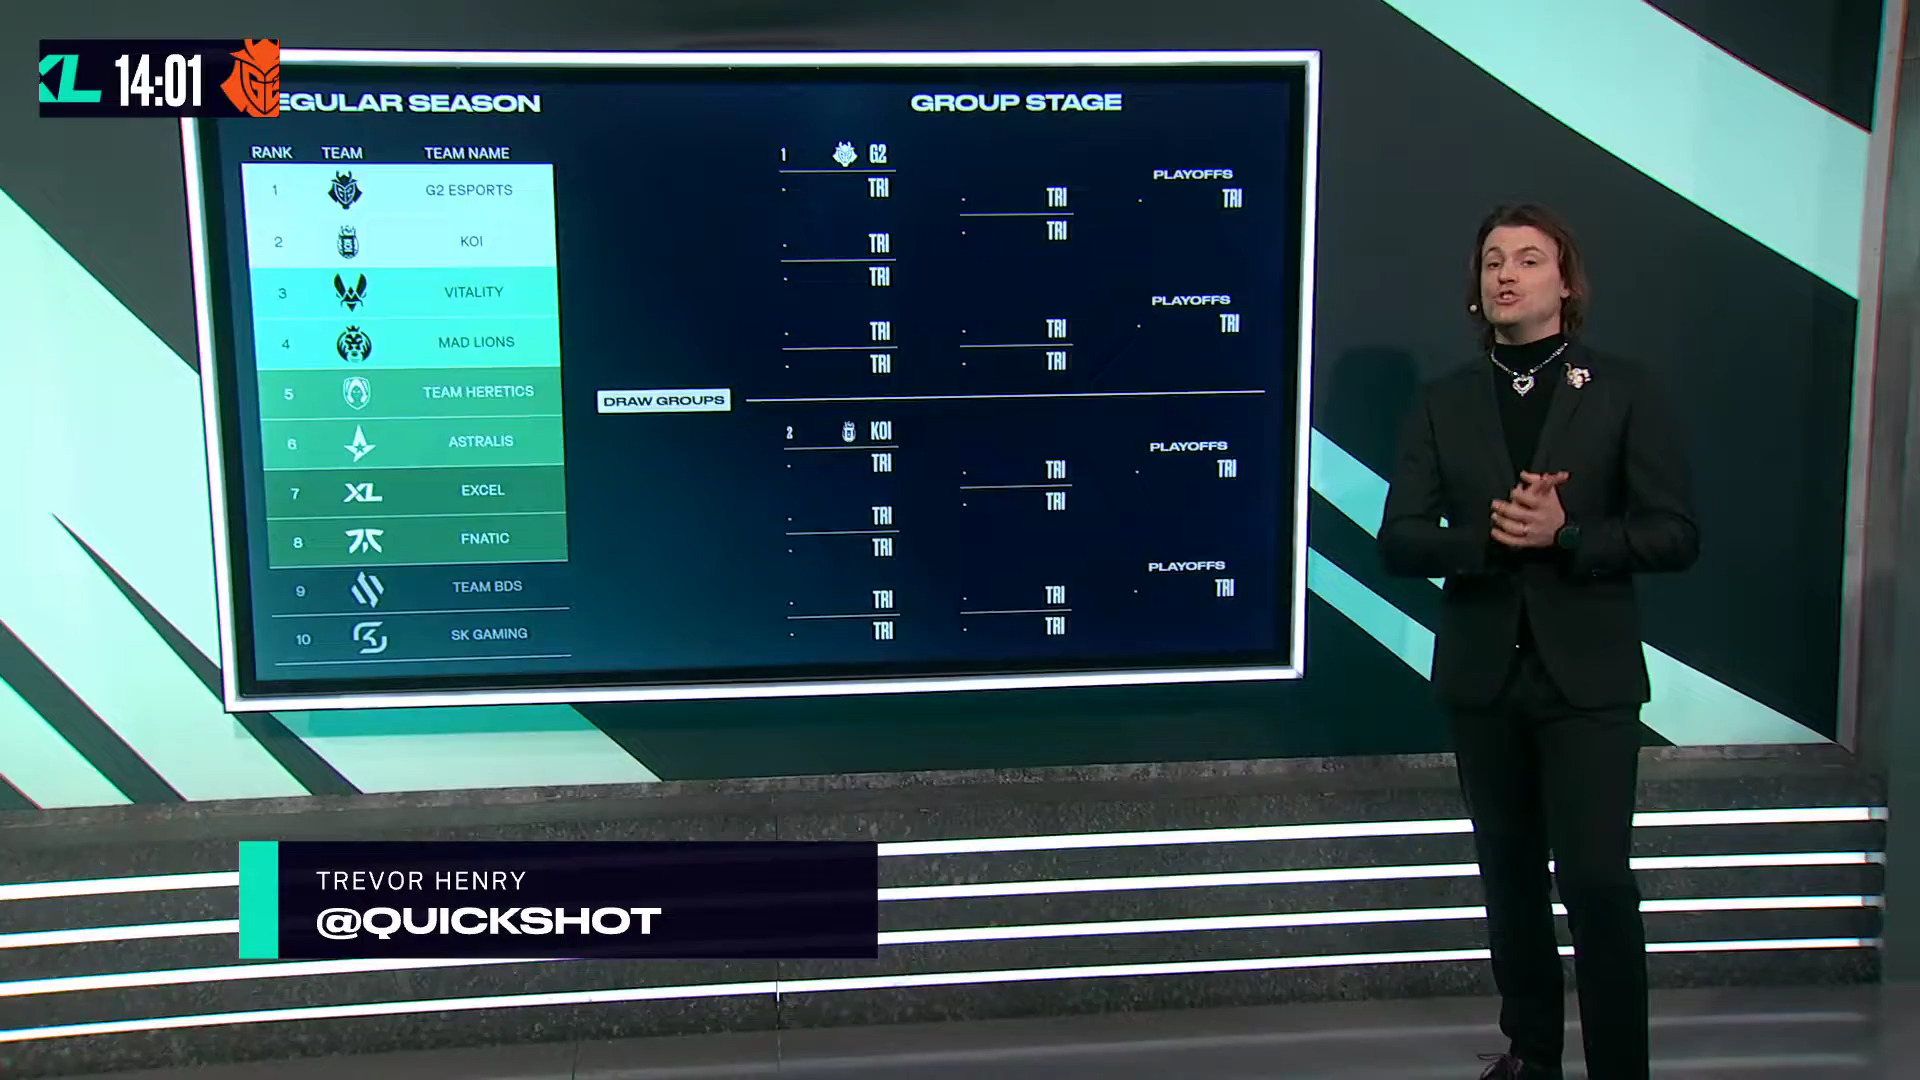 XL 14:01 G2
EGULAR SEASON
RANK TEAM TEAM NAME
1 G2 ESPORTS
2 KOI
3 VITALITY
4 MAD LIONS
5 TEAM HERETICS
6 ASTRALIS
7 XL EXCEL
8 FNATIC
9 TEAM BDS
10 SK GAMING
DRAW GROUPS
GROUP STAGE
1 G2
TRI
TRI
TRI
TRI
TRI
TRI
TRI
TRI
TRI
PLAYOFFS
TRI
PLAYOFFS
TRI
2 KOI
TRI
TRI
TRI
TRI
TRI
TRI
TRI
TRI
TRI
PLAYOFFS
TRI
PLAYOFFS
TRI
TREVOR HENRY
@QUICKSHOT